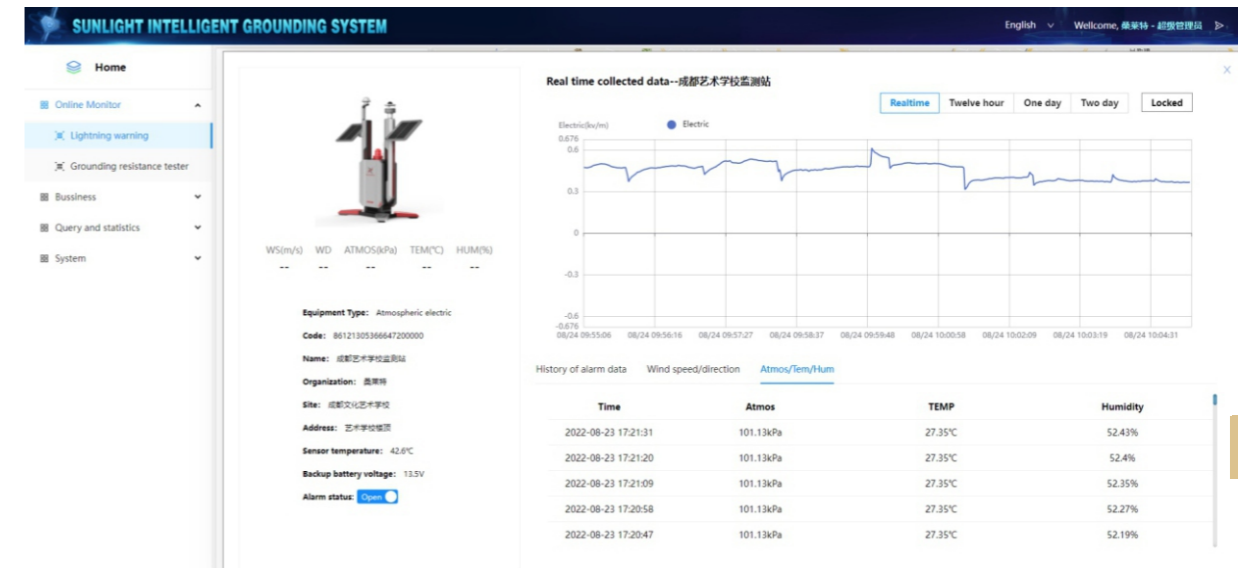 SUNLIGHT INTELLIGENT GROUNDING SYSTEM
English
Wellcome, 桑莱特 - 超级管理员
Home
Online Monitor
Lightning warning
Grounding resistance tester
Bussiness
Query and statistics
System
WS(m/s) WD ATMOS(kPa) TEM(℃) HUM(%)
-- -- -- -- --
Equipment Type: Atmospheric electric
Code: 86121305366647200000
Name: 成都艺术学校监测站
Organization: 桑莱特
Site: 成都文化艺术学校
Address: 艺术学校楼顶
Sensor temperature: 42.6℃
Backup battery voltage: 13.5V
Alarm status: Open
Real time collected data--成都艺术学校监测站
Realtime Twelve hour One day Two day Locked
Electric(kv/m) Electric
0.676
0.6
0.3
0
-0.3
-0.6
-0.676
08/24 09:55:06 08/24 09:56:16 08/24 09:57:27 08/24 09:58:37 08/24 09:59:48 08/24 10:00:58 08/24 10:02:09 08/24 10:03:19 08/24 10:04:31
History of alarm data Wind speed/direction Atmos/Tem/Hum
Time Atmos TEMP Humidity
2022-08-23 17:21:31 101.13kPa 27.35℃ 52.43%
2022-08-23 17:21:20 101.13kPa 27.35℃ 52.4%
2022-08-23 17:21:09 101.13kPa 27.35℃ 52.35%
2022-08-23 17:20:58 101.13kPa 27.35℃ 52.27%
2022-08-23 17:20:47 101.13kPa 27.35℃ 52.19%